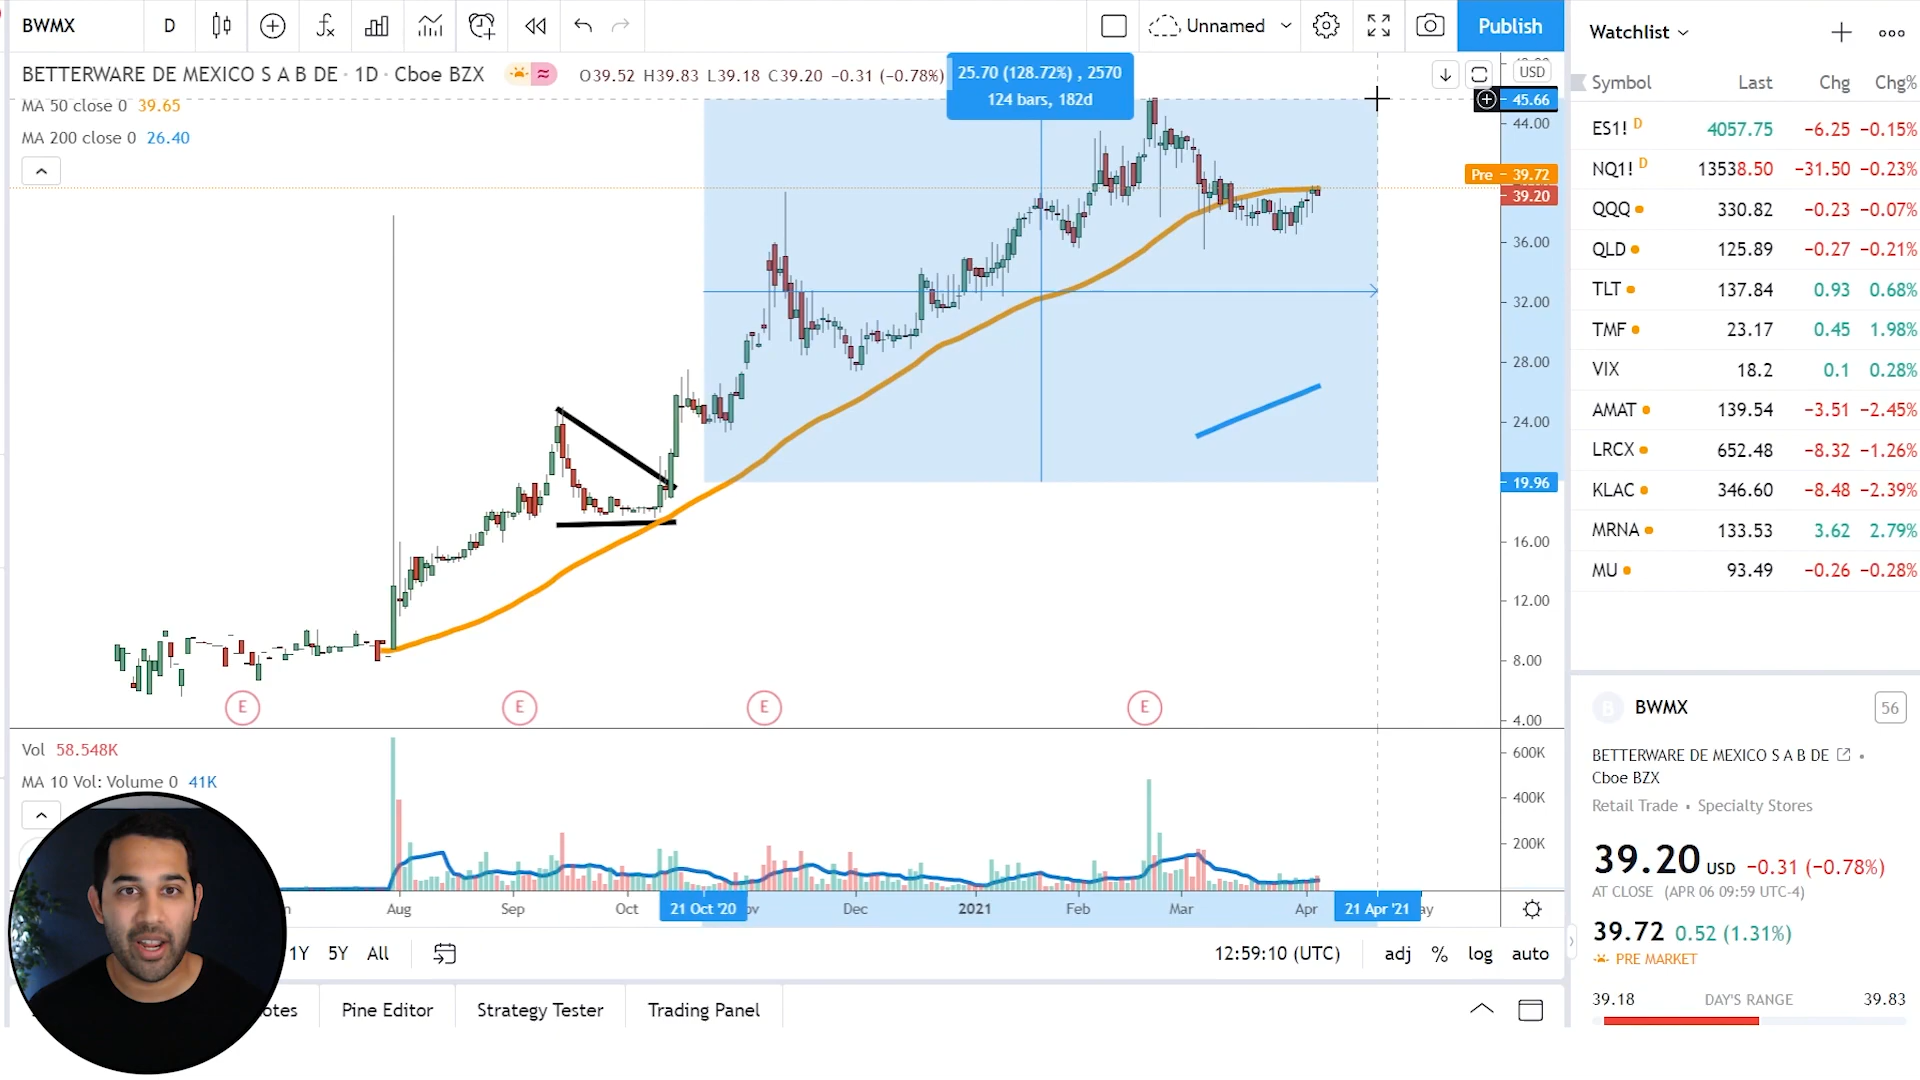 BWMX D Unnamed Publish
BETTERWARE DE MEXICO S A B DE · 1D · Cboe BZX O39.52 H39.83 L39.18 C39.20 −0.31 (−0.78%)
MA 50 close 0 39.65
MA 200 close 0 26.40
25.70 (128.72%) , 2570
124 bars, 182d
USD
45.66
44.00
Pre 39.72
39.20
36.00
32.00
28.00
24.00
19.96
16.00
12.00
8.00
4.00
E E E E
Vol 58.548K
MA 10 Vol: Volume 0 41K
600K
400K
200K
Aug Sep Oct 21 Oct '20 ov Dec 2021 Feb Mar Apr 21 Apr '21 ay
1Y 5Y All 12:59:10 (UTC) adj % log auto
otes Pine Editor Strategy Tester Trading Panel
Watchlist
Symbol Last Chg Chg%
ES1! D 4057.75 −6.25 −0.15%
NQ1! D 13538.50 −31.50 −0.23%
QQQ 330.82 −0.23 −0.07%
QLD 125.89 −0.27 −0.21%
TLT 137.84 0.93 0.68%
TMF 23.17 0.45 1.98%
VIX 18.2 0.1 0.28%
AMAT 139.54 −3.51 −2.45%
LRCX 652.48 −8.32 −1.26%
KLAC 346.60 −8.48 −2.39%
MRNA 133.53 3.62 2.79%
MU 93.49 −0.26 −0.28%
B BWMX 56
BETTERWARE DE MEXICO S A B DE
Cboe BZX
Retail Trade • Specialty Stores
39.20 USD −0.31 (−0.78%)
AT CLOSE (APR 06 09:59 UTC-4)
39.72 0.52 (1.31%)
PRE MARKET
39.18 DAY'S RANGE 39.83